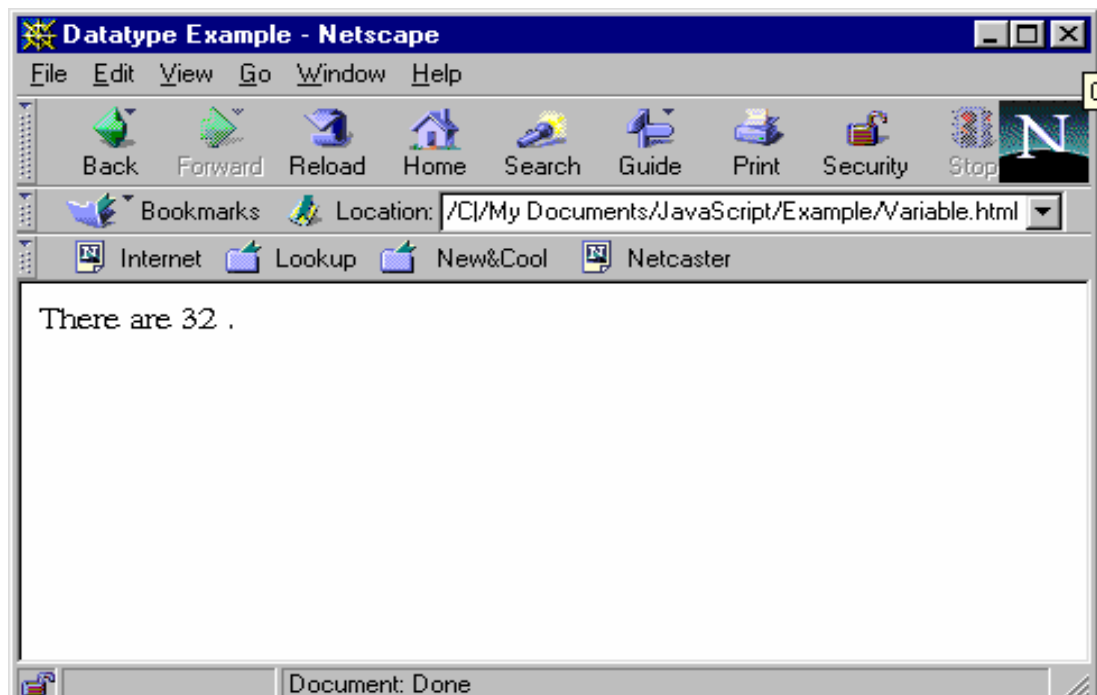 Datatype Example - Netscape
File Edit View Go Window Help
N
Back Forward Reload Home Search Guide Print Security Stop
Bookmarks Location: /C|/My Documents/JavaScript/Example/Variable.html
Internet Lookup New&Cool Netcaster
There are 32 .
Document: Done